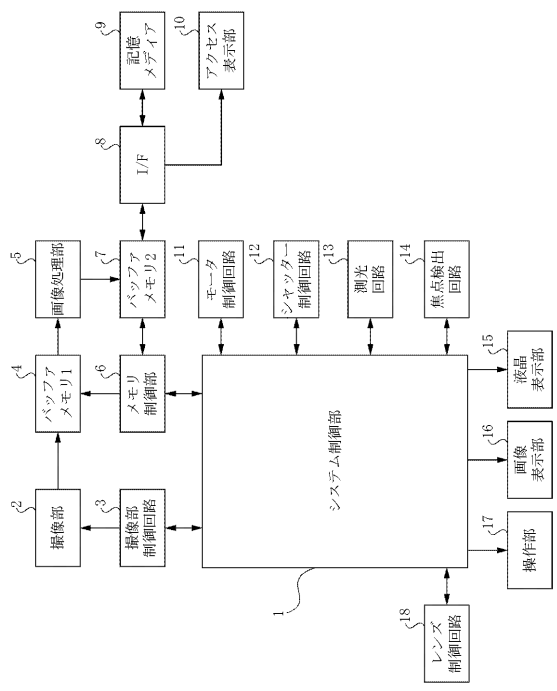 9
記憶
メディア
10
アクセス
表示部
8
I/F
5
画像処理部
7
バッファ
メモリ2
11
モータ
制御回路
12
シャッター
制御回路
13
測光
回路
14
焦点検出
回路
4
バッファ
メモリ1
6
メモリ
制御部
システム制御部
1
15
液晶
表示部
16
画像
表示部
17
操作部
2
撮像部
3
撮像部
制御回路
18
レンズ
制御回路